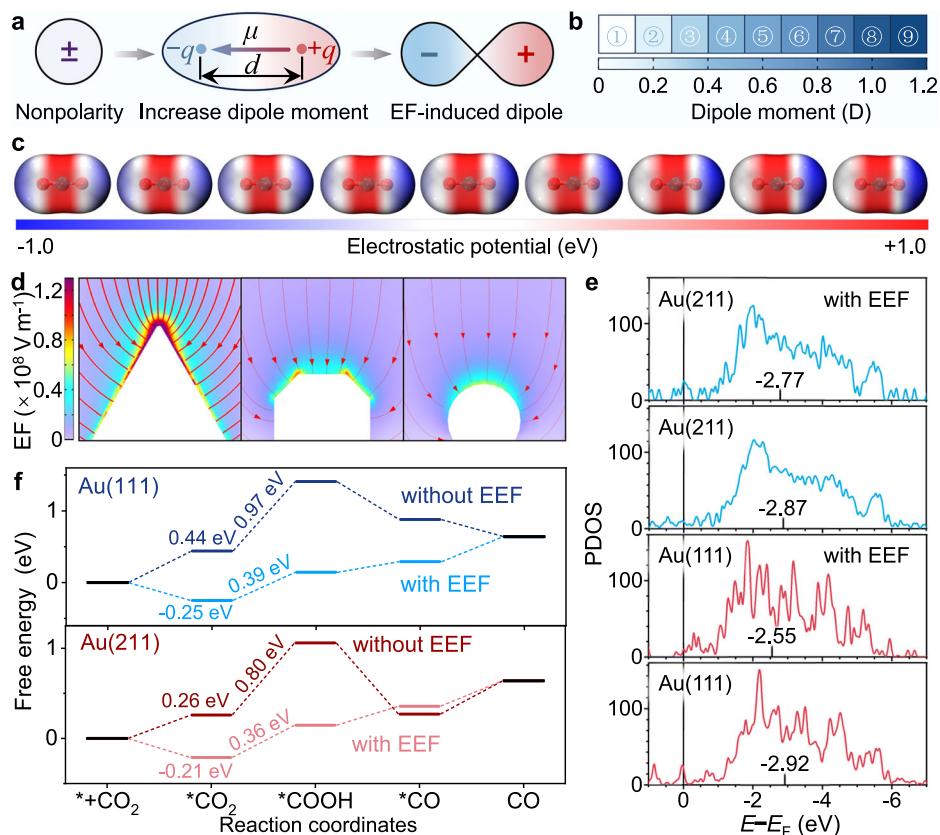 a
±
Nonpolarity
−q
μ
+q
d
Increase dipole moment
−
+
EF-induced dipole
b
① ② ③ ④ ⑤ ⑥ ⑦ ⑧ ⑨
0 0.2 0.4 0.6 0.8 1.0 1.2
Dipole moment (D)
c
-1.0 Electrostatic potential (eV) +1.0
d
EF (× 10⁸ V m⁻¹)
1.2
0.8
0.4
0
e
PDOS
Au(211) with EEF
100
-2.77
0
Au(211)
100
-2.87
0
Au(111) with EEF
100
-2.55
0
Au(111)
100
-2.92
0
0 -2 -4 -6
E−E_F (eV)
f
Free energy (eV)
Au(111)
1
0.97 eV
without EEF
0.44 eV
0.39 eV
0
-0.25 eV
with EEF
Au(211)
without EEF
1
0.80 eV
0.26 eV
0.36 eV
with EEF
0
-0.21 eV
*+CO₂ *CO₂ *COOH *CO CO
Reaction coordinates